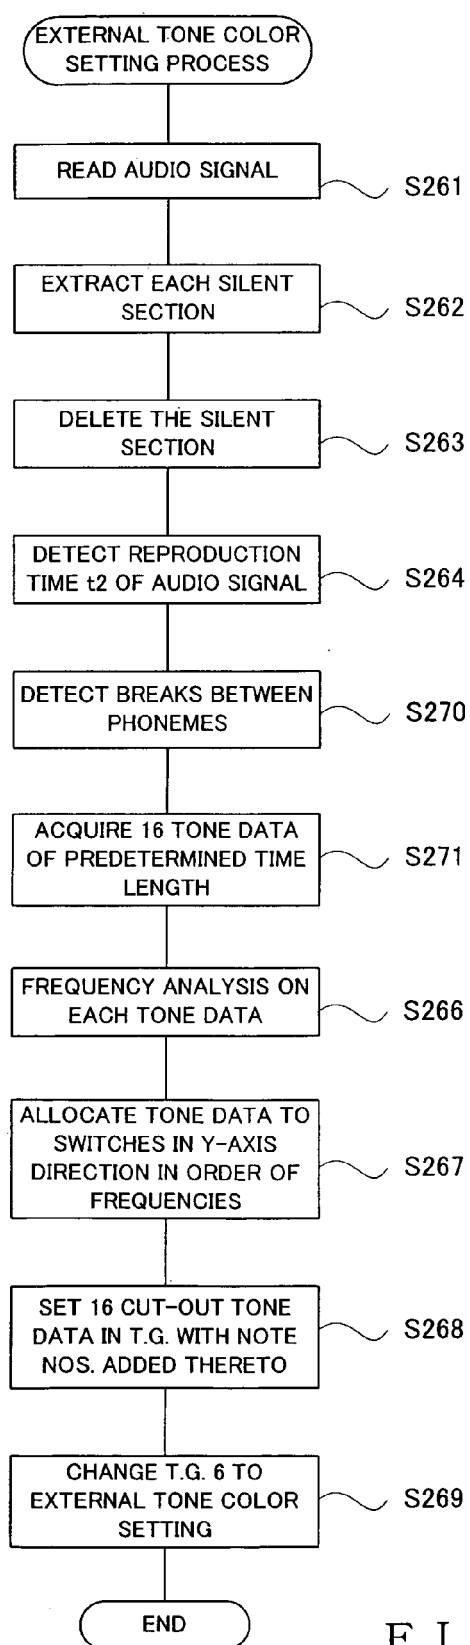 EXTERNAL TONE COLOR
SETTING PROCESS
READ AUDIO SIGNAL
S261
EXTRACT EACH SILENT
SECTION
S262
DELETE THE SILENT
SECTION
S263
DETECT REPRODUCTION
TIME t2 OF AUDIO SIGNAL
S264
DETECT BREAKS BETWEEN
PHONEMES
S270
ACQUIRE 16 TONE DATA
OF PREDETERMINED TIME
LENGTH
S271
FREQUENCY ANALYSIS ON
EACH TONE DATA
S266
ALLOCATE TONE DATA TO
SWITCHES IN Y-AXIS
DIRECTION IN ORDER OF
FREQUENCIES
S267
SET 16 CUT-OUT TONE
DATA IN T.G. WITH NOTE
NOS. ADDED THERETO
S268
CHANGE T.G. 6 TO
EXTERNAL TONE COLOR
SETTING
S269
END